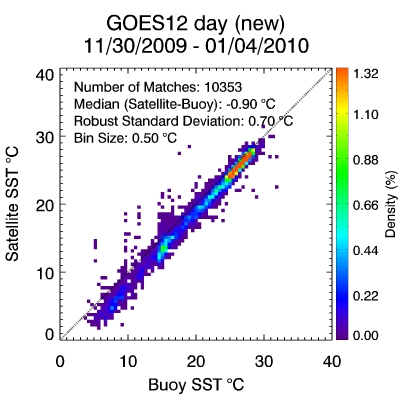 GOES12 day (new)
11/30/2009 - 01/04/2010
Number of Matches: 10353
Median (Satellite-Buoy): -0.90 °C
Robust Standard Deviation: 0.70 °C
Bin Size: 0.50 °C
Satellite SST °C
40
30
20
10
0
0 10 20 30 40
Buoy SST °C
1.32
1.10
0.88
0.66
0.44
0.22
0.00
Density (%)